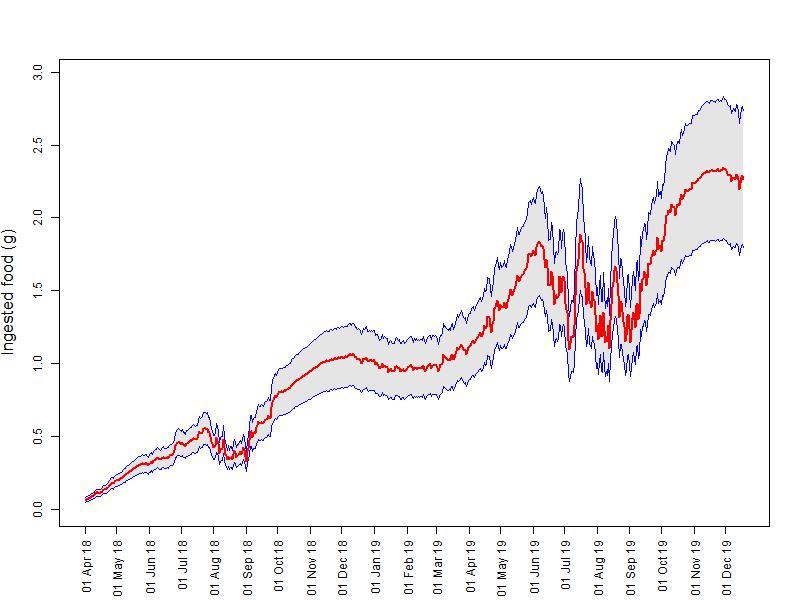 Ingested food (g)
3.0
2.5
2.0
1.5
1.0
0.5
0.0
01 Apr 18
01 May 18
01 Jun 18
01 Jul 18
01 Aug 18
01 Sep 18
01 Oct 18
01 Nov 18
01 Dec 18
01 Jan 19
01 Feb 19
01 Mar 19
01 Apr 19
01 May 19
01 Jun 19
01 Jul 19
01 Aug 19
01 Sep 19
01 Oct 19
01 Nov 19
01 Dec 19